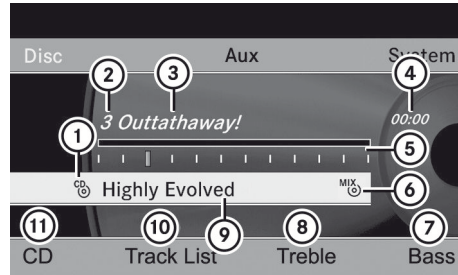 Disc Aux System
2 3 4
3 Outtathaway! 00:00
1 5
CD Highly Evolved MIX 6
11 10 9 8 7
CD Track List Treble Bass